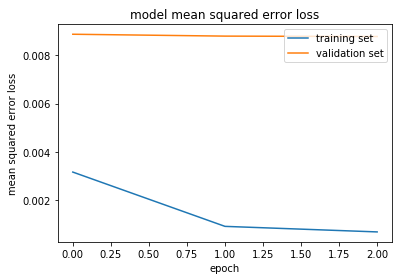 model mean squared error loss
training set
validation set
mean squared error loss
0.008
0.006
0.004
0.002
0.00 0.25 0.50 0.75 1.00 1.25 1.50 1.75 2.00
epoch